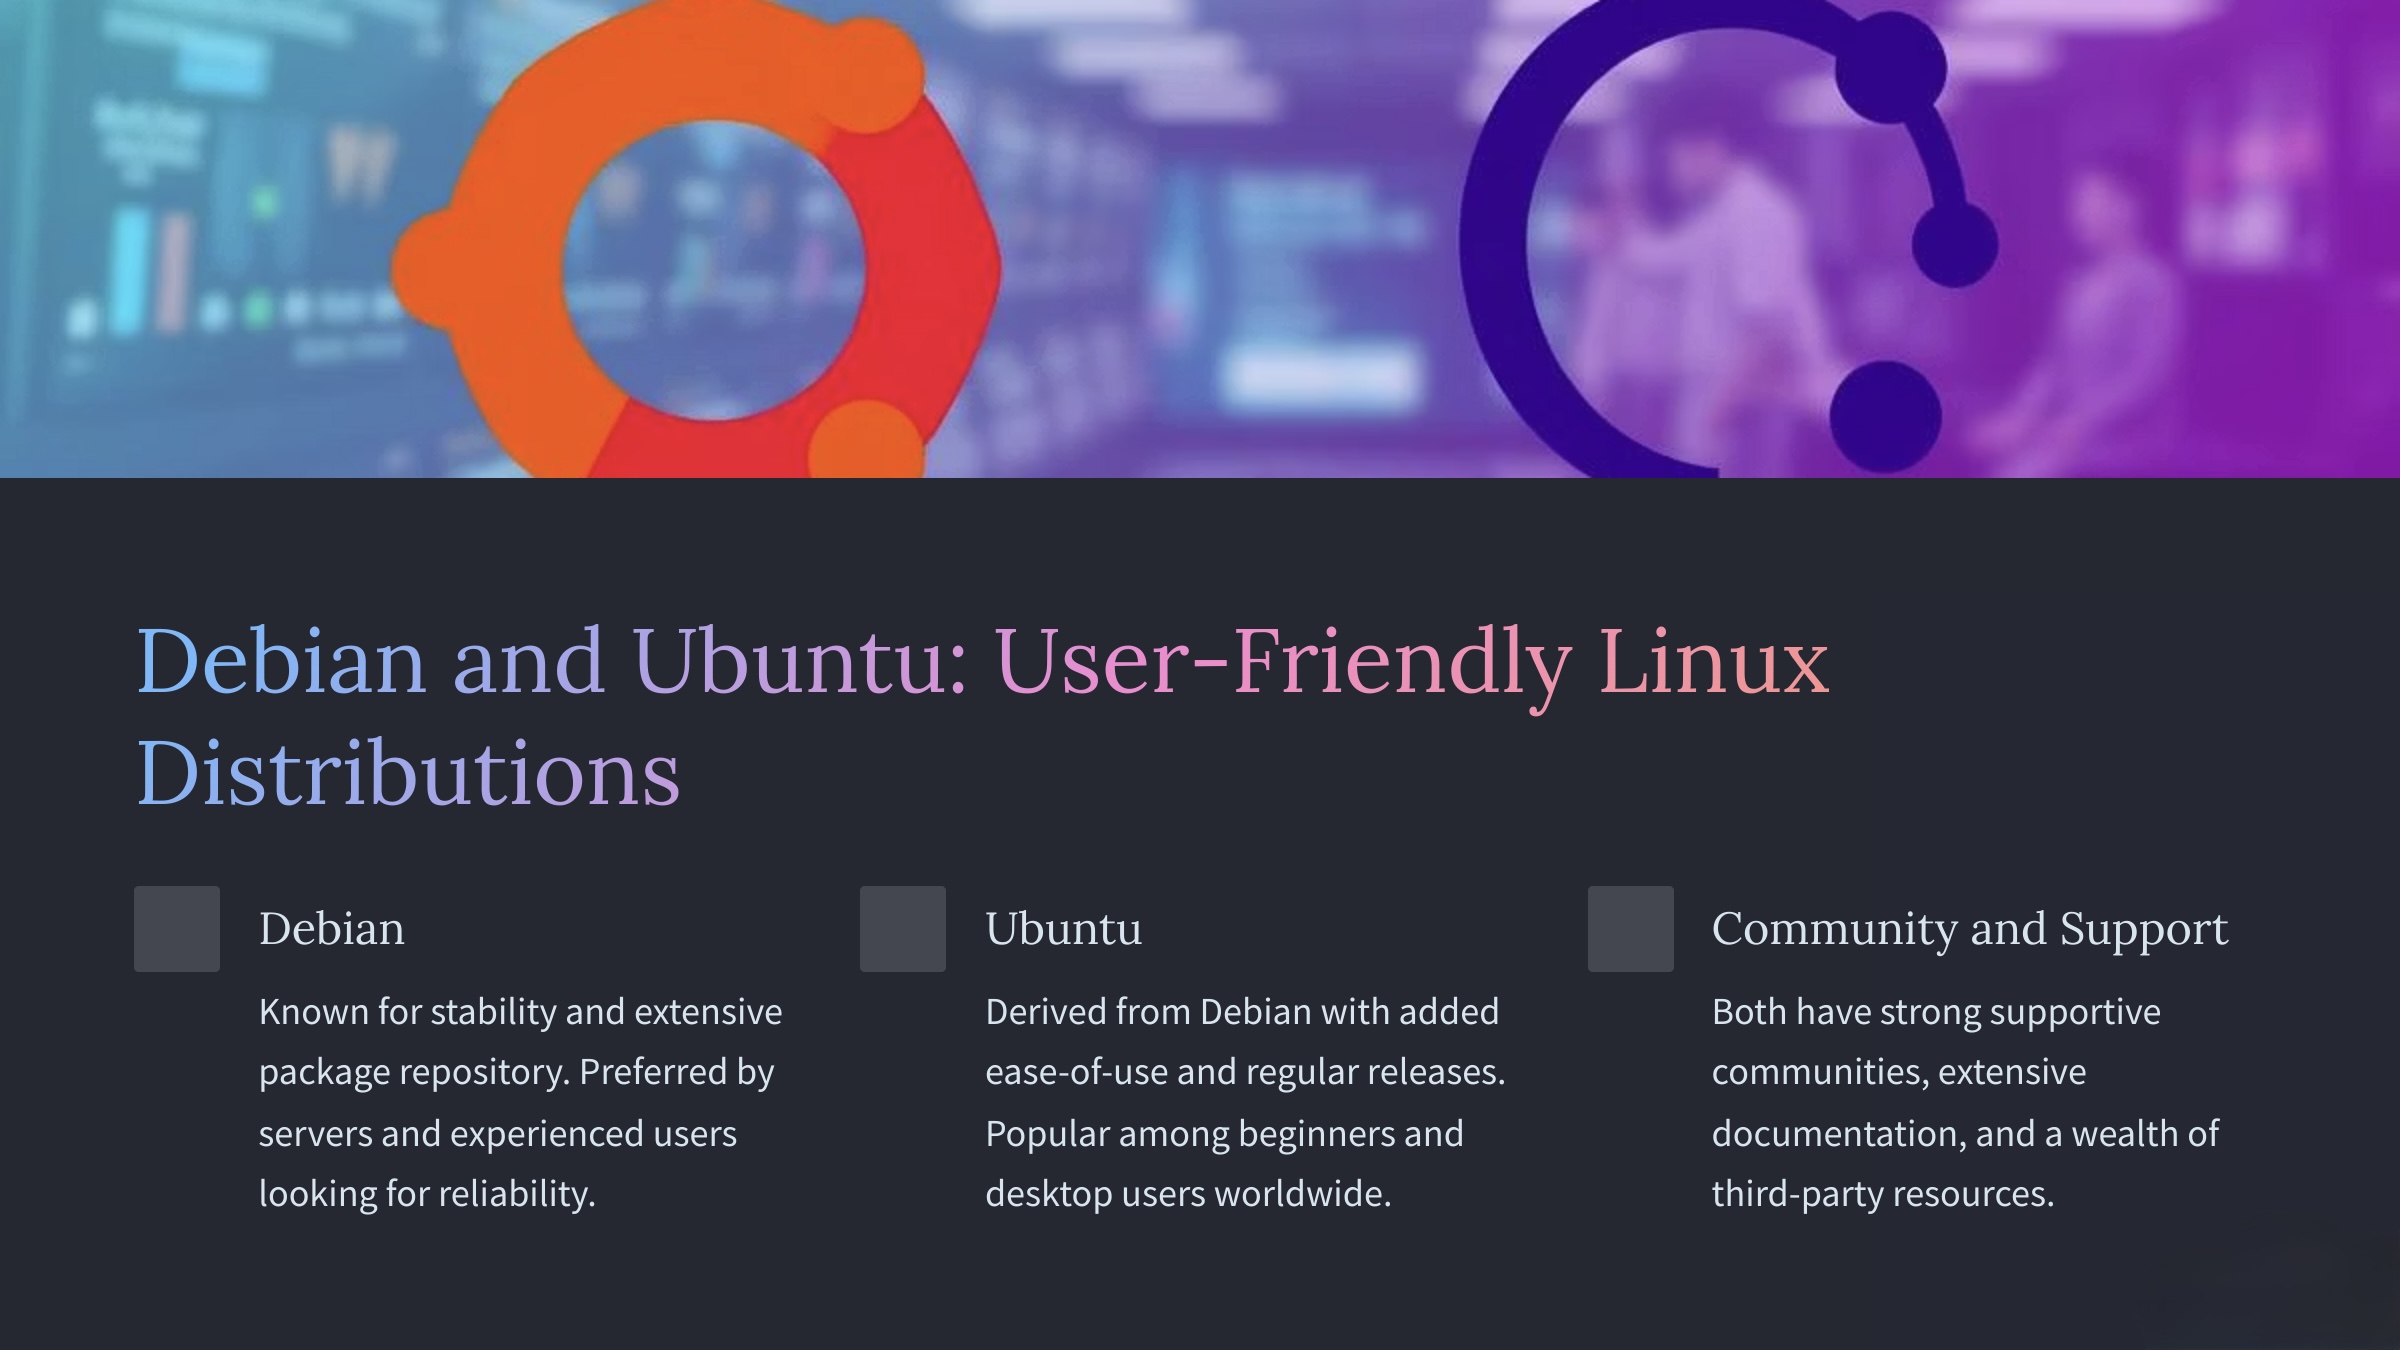 Debian and Ubuntu: User-Friendly Linux
Distributions
Debian
Known for stability and extensive
package repository. Preferred by
servers and experienced users
looking for reliability.
Ubuntu
Derived from Debian with added
ease-of-use and regular releases.
Popular among beginners and
desktop users worldwide.
Community and Support
Both have strong supportive
communities, extensive
documentation, and a wealth of
third-party resources.